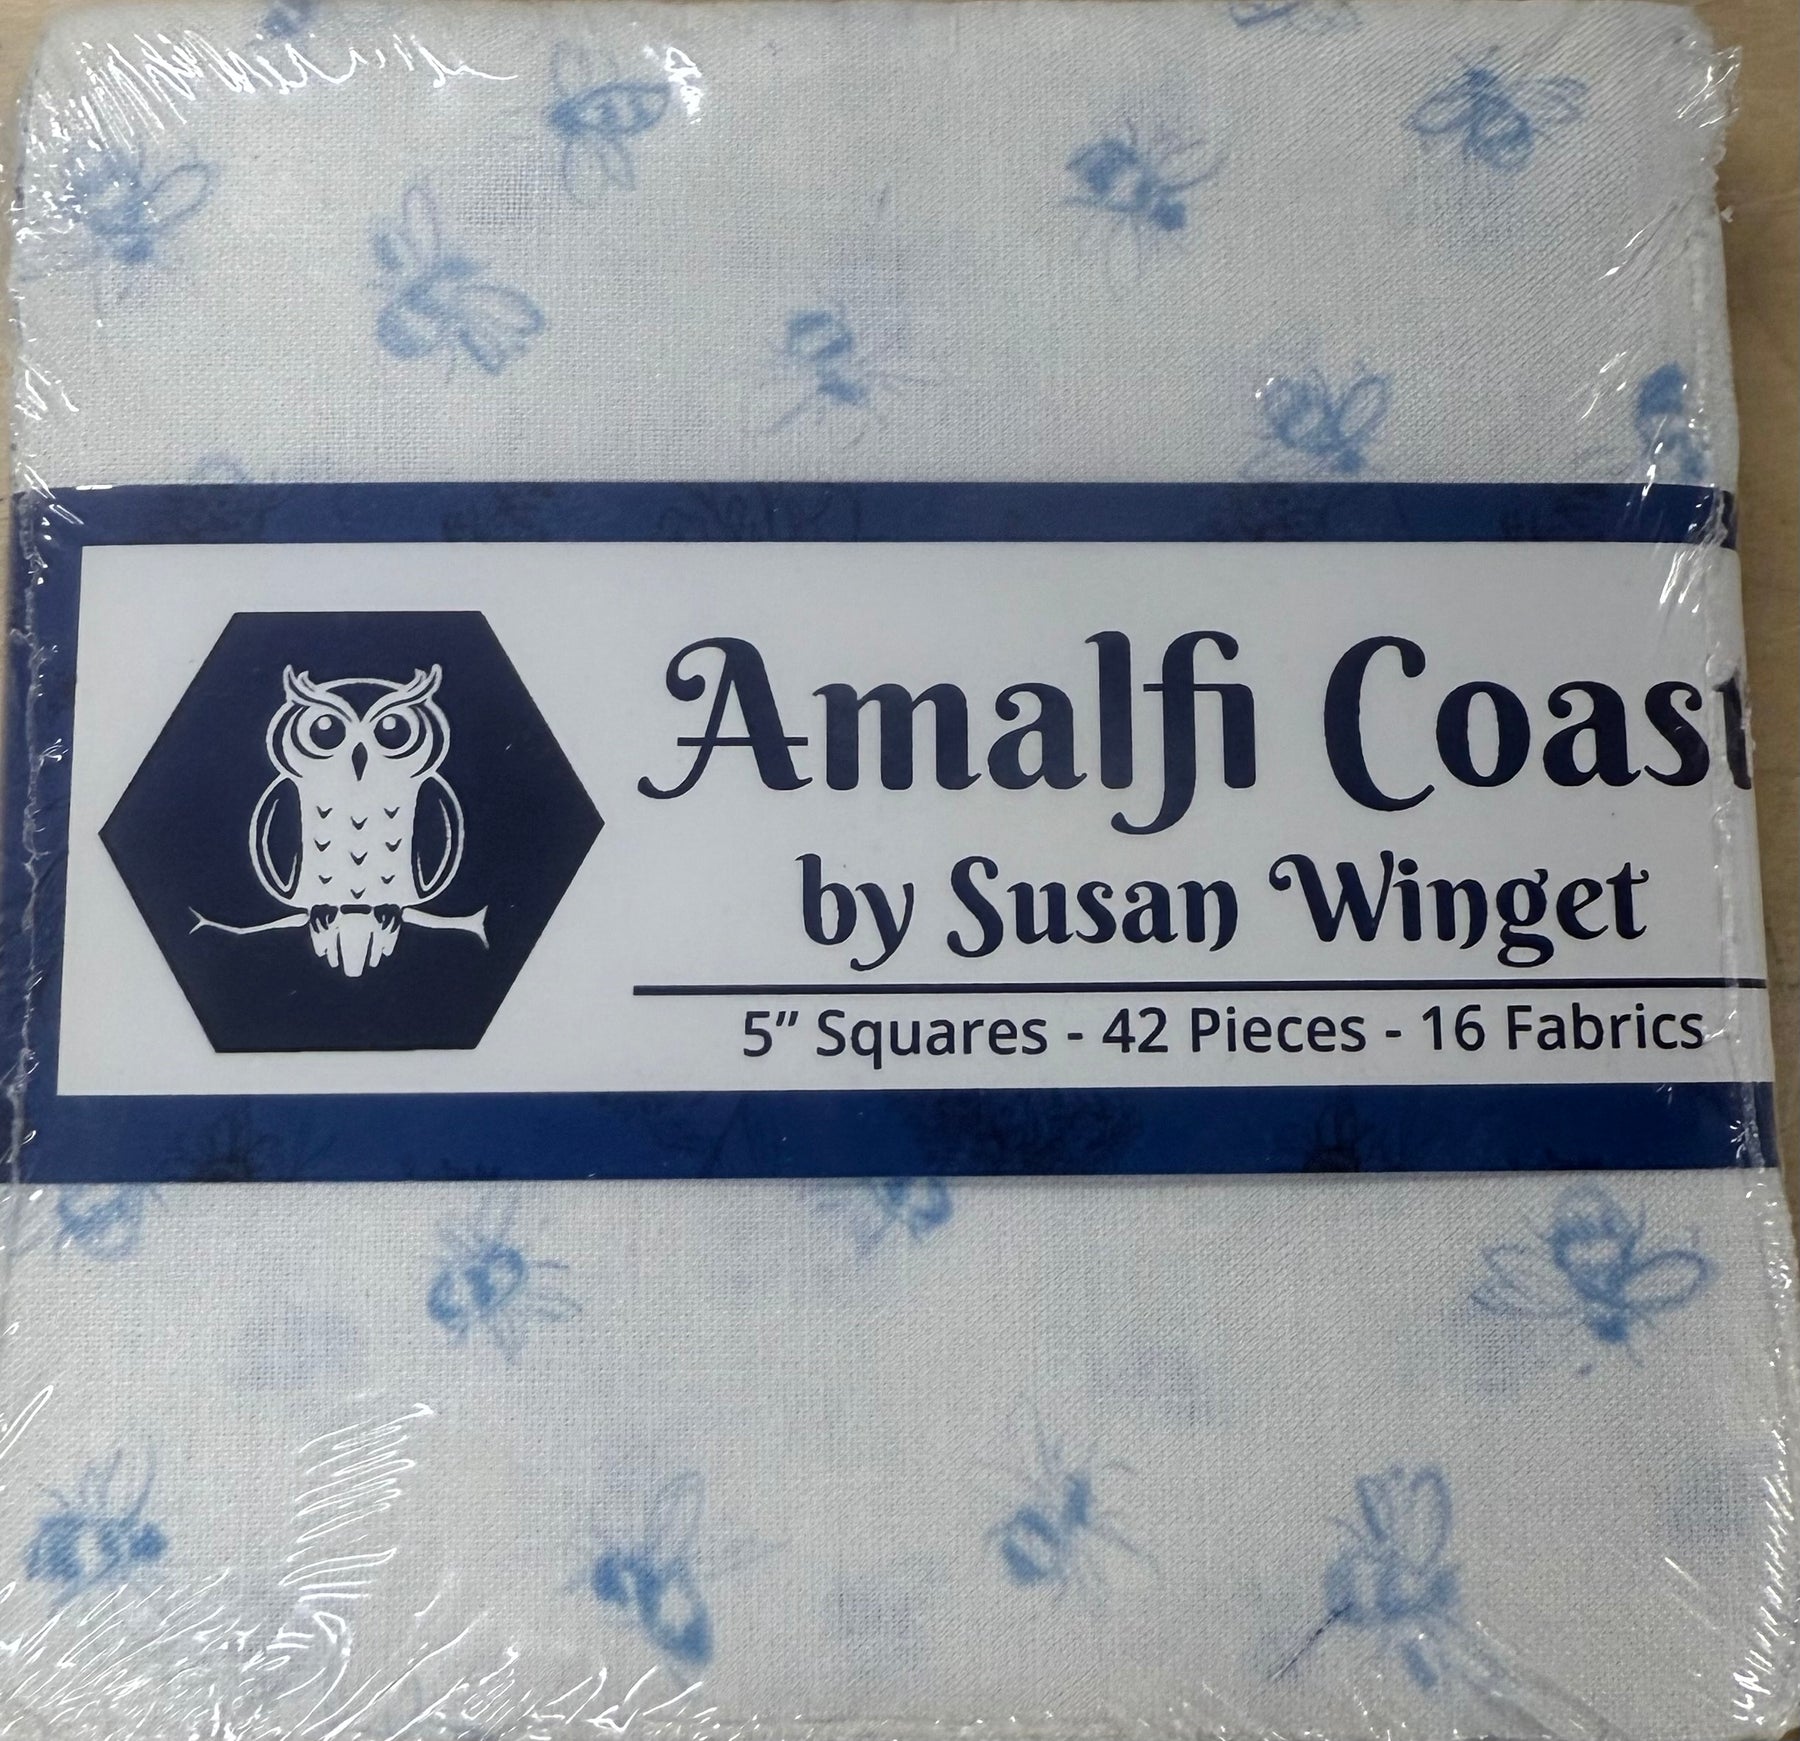 Amalfi Coast
by Susan Winget
5” Squares - 42 Pieces - 16 Fabrics